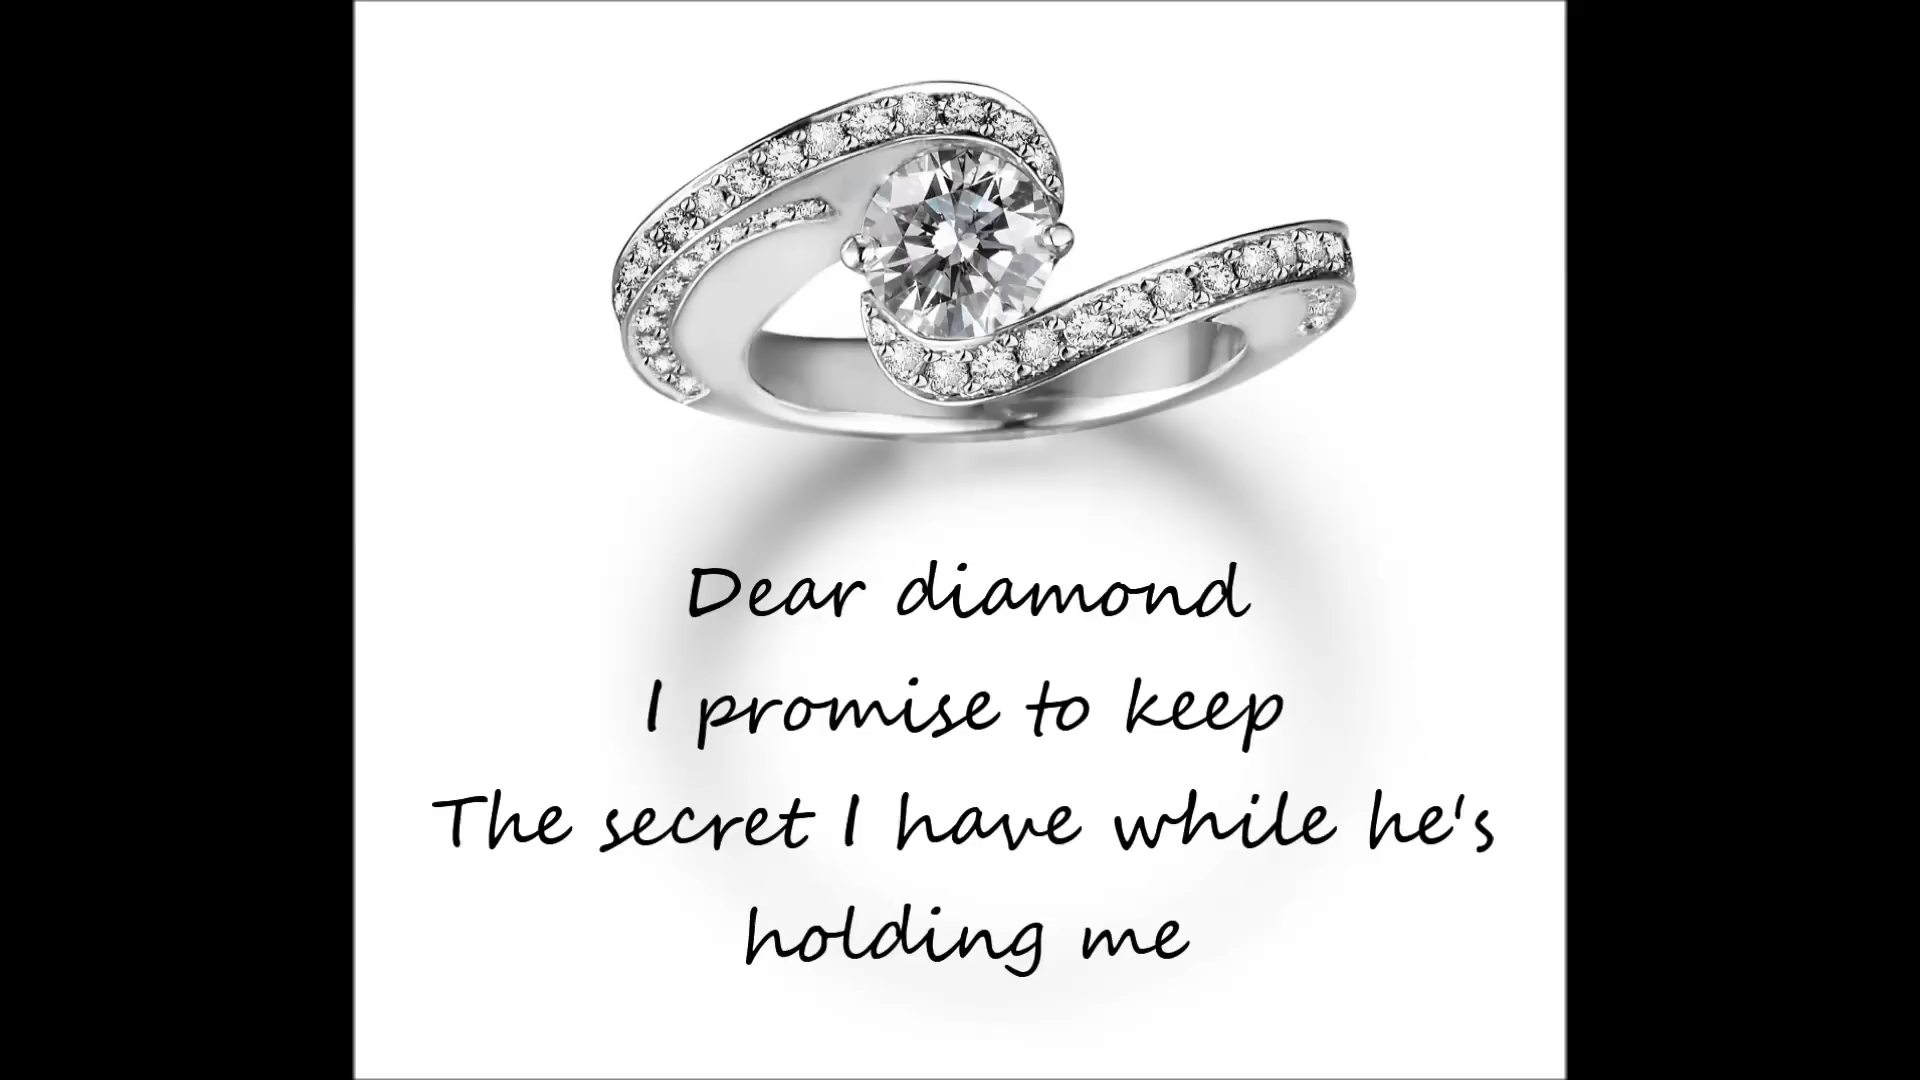 Dear diamond
I promise to keep
The secret I have while he's
holding me